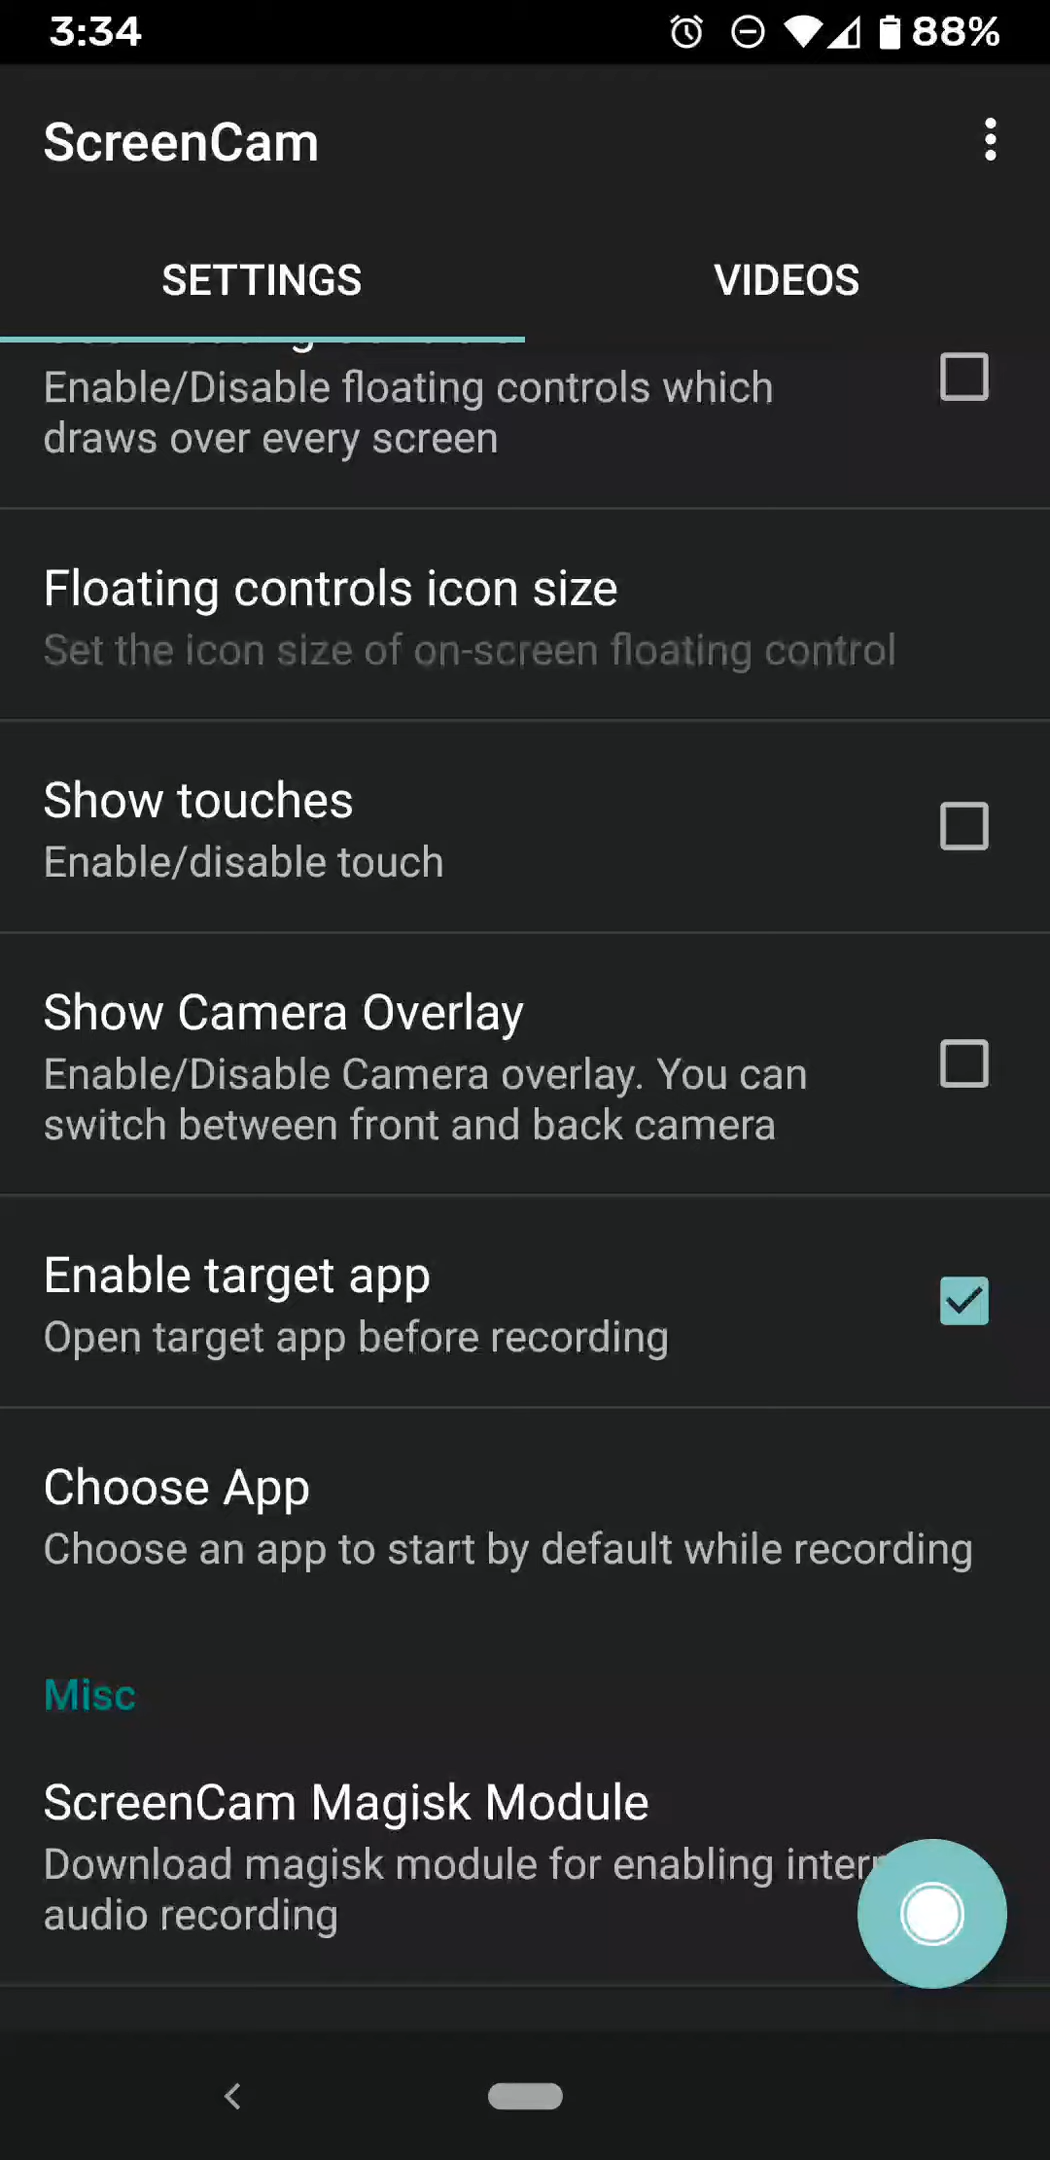 3:34
88%
ScreenCam
SETTINGS
VIDEOS
Enable/Disable floating controls which
draws over every screen
Floating controls icon size
Set the icon size of on-screen floating control
Show touches
Enable/disable touch
Show Camera Overlay
Enable/Disable Camera overlay. You can
switch between front and back camera
Enable target app
Open target app before recording
Choose App
Choose an app to start by default while recording
Misc
ScreenCam Magisk Module
Download magisk module for enabling
audio recording